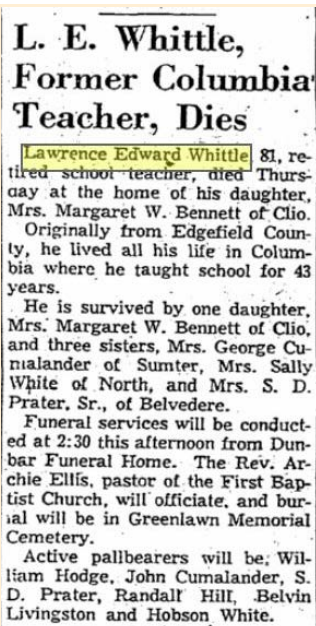 L. E. Whittle,
Former Columbia
Teacher, Dies
Lawrence Edward Whittle, 81, re-
tired school teacher, died Thurs-
day at the home of his daughter,
Mrs. Margaret W. Bennett of Clio.
Originally from Edgefield Coun-
ty, he lived all his life in Colum-
bia where he taught school for 43
years.
He is survived by one daughter,
Mrs. Margaret W. Bennett of Clio,
and three sisters, Mrs. George Cu-
malander of Sumter, Mrs. Sally
White of North, and Mrs. S. D.
Prater, Sr., of Belvedere.
Funeral services will be conduct-
ed at 2:30 this afternoon from Dun-
bar Funeral Home. The Rev. Ar-
chie Ellis, pastor of the First Bap-
tist Church, will officiate, and bur-
ial will be in Greenlawn Memorial
Cemetery.
Active pallbearers will be; Wil-
liam Hodge, John Cumalander, S.
D. Prater, Randall Hill, Belvin
Livingston and Hobson White.